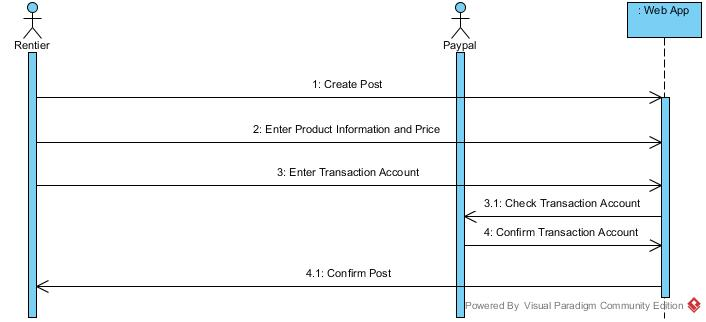 Rentier
Paypal
: Web App
1: Create Post
2: Enter Product Information and Price
3: Enter Transaction Account
3.1: Check Transaction Account
4: Confirm Transaction Account
4.1: Confirm Post
Powered By Visual Paradigm Community Edition